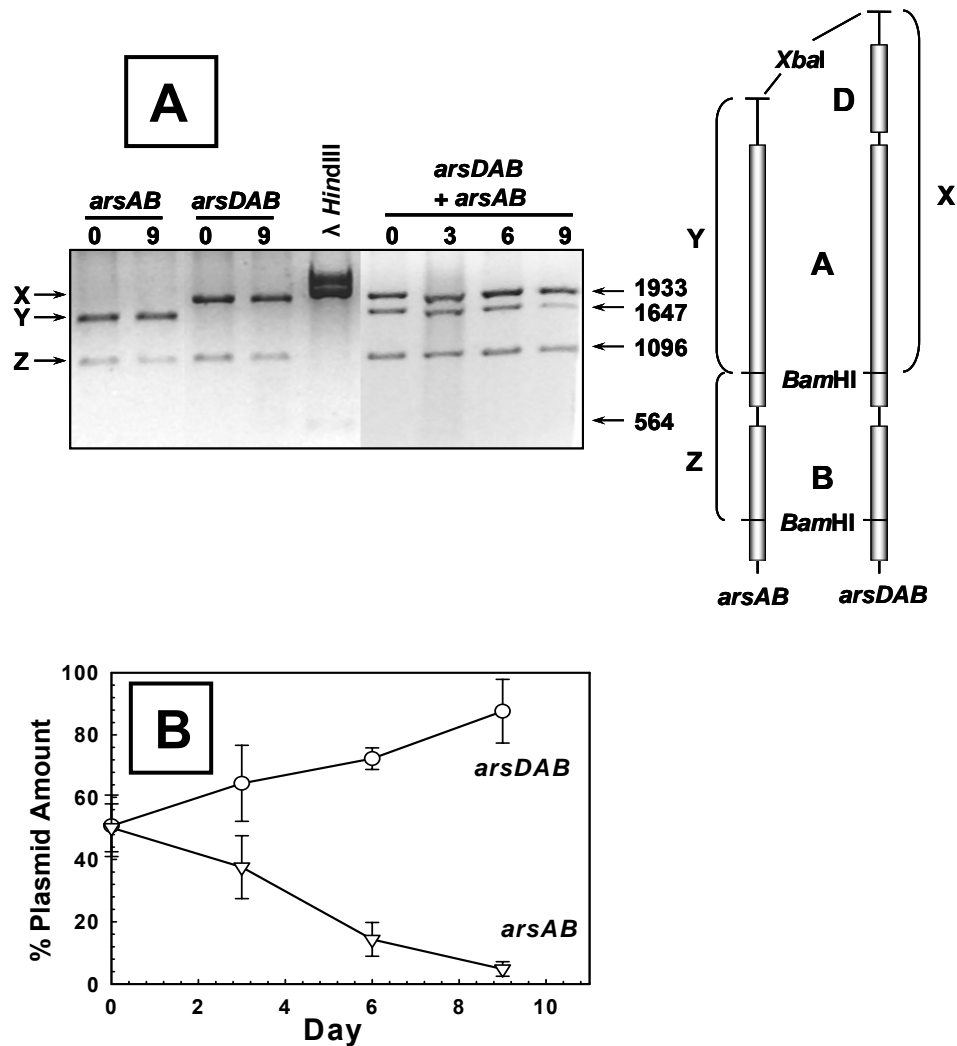 A
arsAB
arsDAB
λ HindIII
arsDAB
+ arsAB
0 9 0 9 0 3 6 9
X
Y
Z
1933
1647
1096
564
XbaI
D
X
Y
A
BamHI
Z
B
BamHI
arsAB arsDAB
B
% Plasmid Amount
100
80
60
40
20
0
arsDAB
arsAB
0 2 4 6 8 10
Day